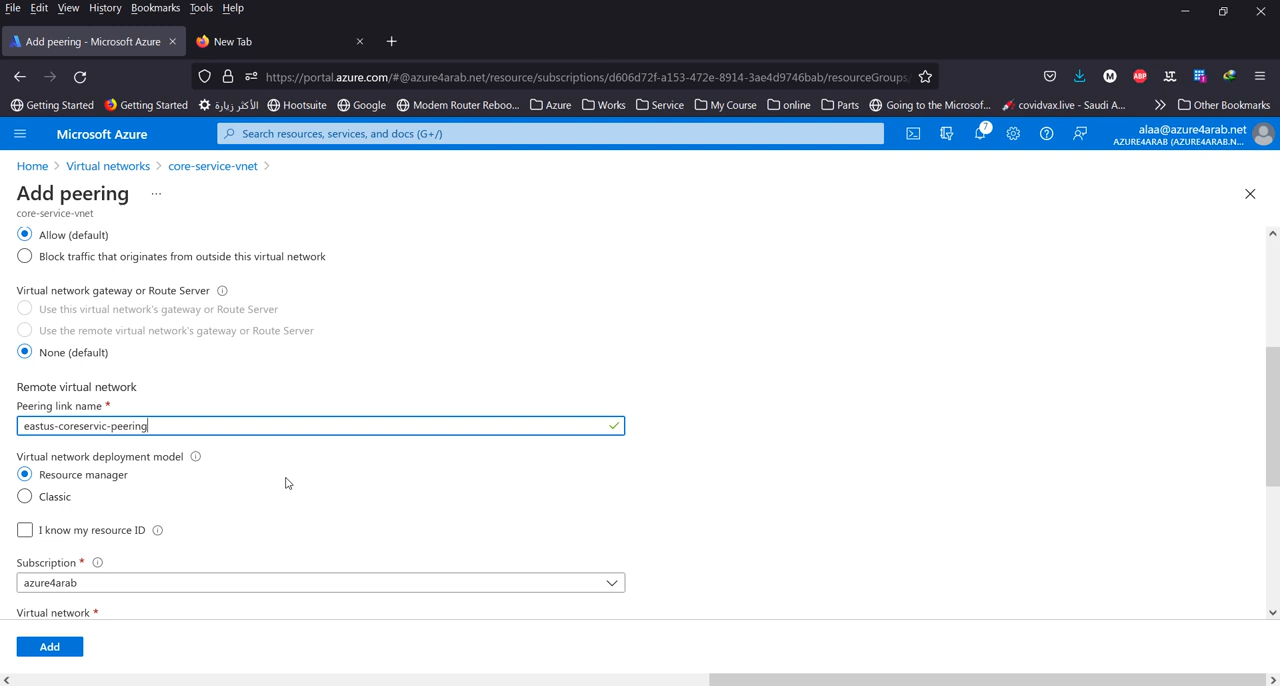 File Edit View History Bookmarks Tools Help
Add peering - Microsoft Azure
New Tab
https://portal.azure.com/#@azure4arab.net/resource/subscriptions/d606d72f-a153-472e-8914-3ae4d9746bab/resourceGroups/
ABP
Getting Started Getting Started الأكثر زيارة Hootsuite Google Modem Router Reboo... Azure Works Service My Course online Parts Going to the Microsof... covidvax.live - Saudi A... Other Bookmarks
Microsoft Azure
Search resources, services, and docs (G+/)
7
alaa@azure4arab.net
AZURE4ARAB (AZURE4ARAB.N...
Home > Virtual networks > core-service-vnet >
Add peering ...
core-service-vnet
Allow (default)
Block traffic that originates from outside this virtual network
Virtual network gateway or Route Server
Use this virtual network's gateway or Route Server
Use the remote virtual network's gateway or Route Server
None (default)
Remote virtual network
Peering link name *
eastus-coreservic-peering
Virtual network deployment model
Resource manager
Classic
I know my resource ID
Subscription *
azure4arab
Virtual network *
Add